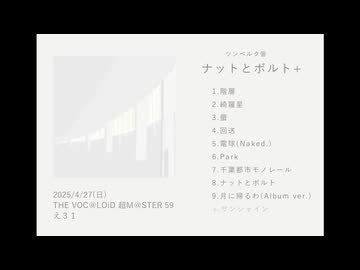 ツンベルク管
ナットとボルト+
1.階層
2.綺羅星
3.蛍
4.回送
5.電球(Naked.)
6.Park
7.千葉都市モノレール
8.ナットとボルト
9.月に帰るわ(Album ver.)
+.サンシャイン
2025/4/27(日)
THE VOC@LOiD 超M@STER 59
え31